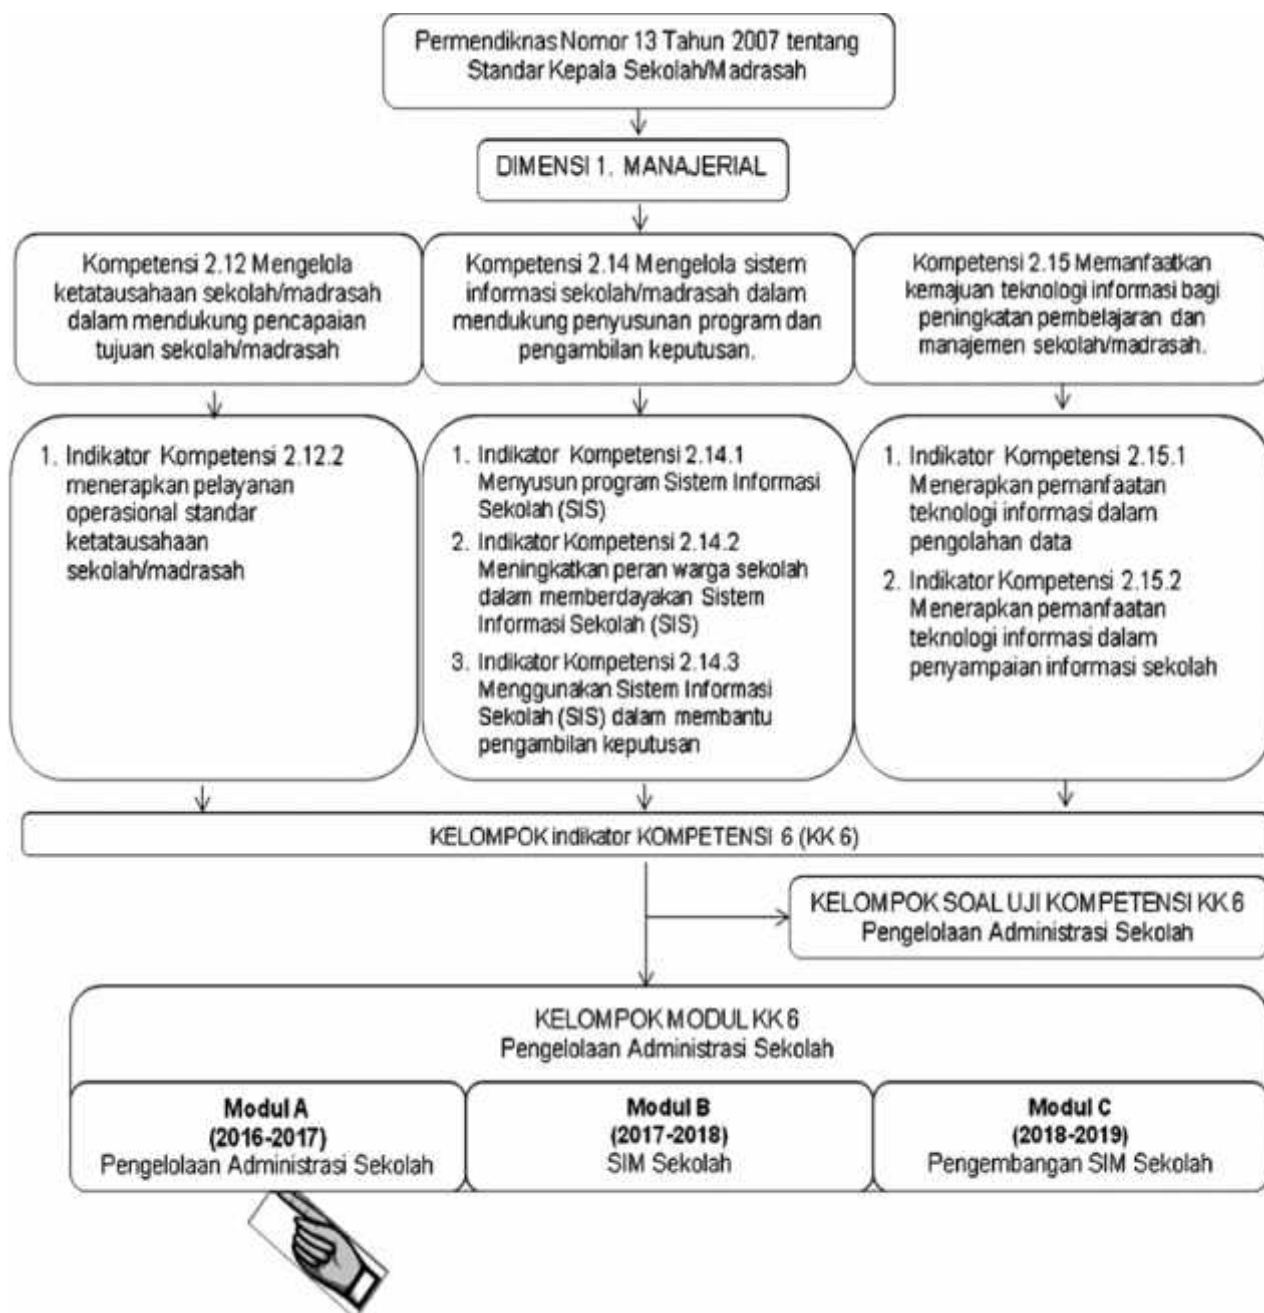 Permendiknas Nomor 13 Tahun 2007 tentang
Standar Kepala Sekolah/Madrasah
DIMENSI 1. MANAJERIAL
Kompetensi 2.12 Mengelola
ketatausahaan sekolah/madrasah
dalam mendukung pencapaian
tujuan sekolah/madrasah
Kompetensi 2.14 Mengelola sistem
informasi sekolah/madrasah dalam
mendukung penyusunan program dan
pengambilan keputusan.
Kompetensi 2.15 Memanfaatkan
kemajuan teknologi informasi bagi
peningkatan pembelajaran dan
manajemen sekolah/madrasah.
1. Indikator Kompetensi 2.12.2
menerapkan pelayanan
operasional standar
ketatausahaan
sekolah/madrasah
1. Indikator Kompetensi 2.14.1
Menyusun program Sistem Informasi
Sekolah (SIS)
2. Indikator Kompetensi 2.14.2
Meningkatkan peran warga sekolah
dalam memberdayakan Sistem
Informasi Sekolah (SIS)
3. Indikator Kompetensi 2.14.3
Menggunakan Sistem Informasi
Sekolah (SIS) dalam membantu
pengambilan keputusan
1. Indikator Kompetensi 2.15.1
Menerapkan pemanfaatan
teknologi informasi dalam
pengolahan data
2. Indikator Kompetensi 2.15.2
Menerapkan pemanfaatan
teknologi informasi dalam
penyampaian informasi sekolah
KELOMPOK indikator KOMPETENSI 6 (KK 6)
KELOMPOK SOAL UJI KOMPETENSI KK 6
Pengelolaan Administrasi Sekolah
KELOMPOK MODUL KK 6
Pengelolaan Administrasi Sekolah
Modul A
(2016-2017)
Pengelolaan Administrasi Sekolah
Modul B
(2017-2018)
SIM Sekolah
Modul C
(2018-2019)
Pengembangan SIM Sekolah